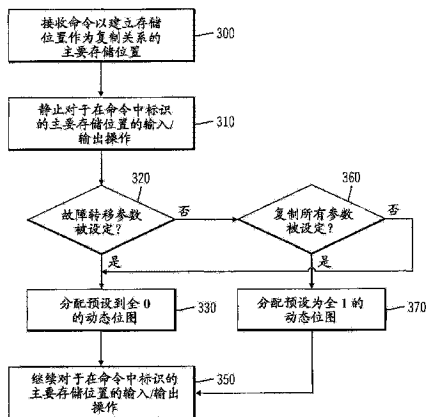 接收命令以建立存储
位置作为复制关系的
主要存储位置
300
静止对于在命令中标识
的主要存储位置的输入/
输出操作
310
320
故障转移参数
被设定?
否
是
360
复制所有参数
被设定?
否
是
分配预设到全 0
的动态位图
330
分配预设为全 1 的
动态位图
370
继续对于在命令中标识的
主要存储位置的输入/输出
操作
350